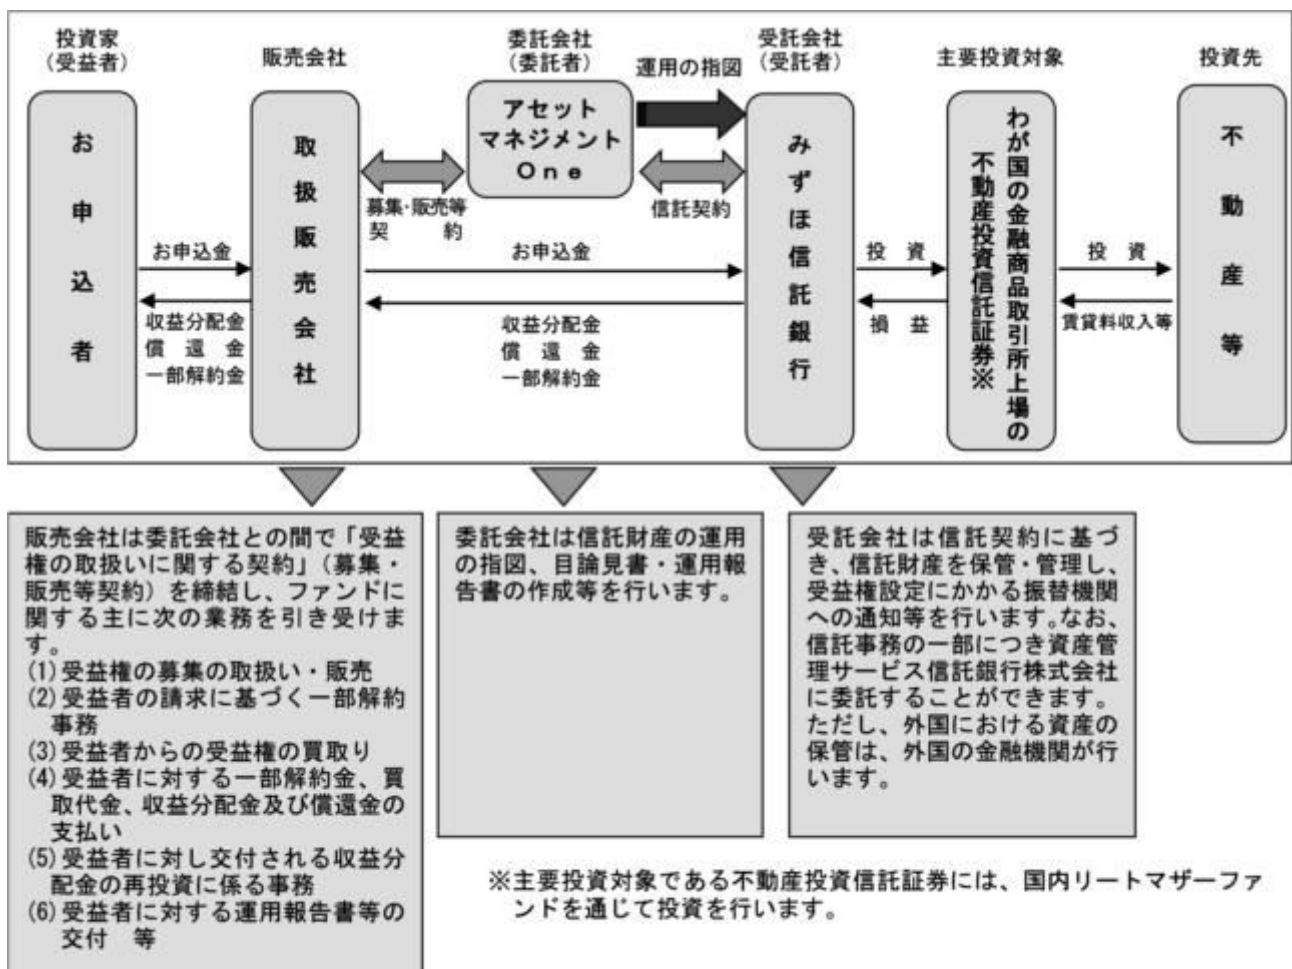 投資家
(受益者)
販売会社
委託会社
(委託者)
運用の指図
受託会社
(受託者)
主要投資対象
投資先
お申込者
取扱販売会社
アセット
マネジメント
One
みずほ信託銀行
わが国の金融商品取引所上場の
不動産投資信託証券※
不動産等
募集・販売等
契約
信託契約
お申込金
収益分配金
償還金
一部解約金
お申込金
収益分配金
償還金
一部解約金
投資
損益
投資
賃貸料収入等
販売会社は委託会社との間で「受益
権の取扱いに関する契約」(募集・
販売等契約)を締結し、ファンドに
関する主に次の業務を引き受けま
す。
(1)受益権の募集の取扱い・販売
(2)受益者の請求に基づく一部解約
事務
(3)受益者からの受益権の買取り
(4)受益者に対する一部解約金、買
取代金、収益分配金及び償還金の
支払い
(5)受益者に対し交付される収益分
配金の再投資に係る事務
(6)受益者に対する運用報告書等の
交付 等
委託会社は信託財産の運用
の指図、目論見書・運用報
告書の作成等を行います。
受託会社は信託契約に基づ
き、信託財産を保管・管理し、
受益権設定にかかる振替機関
への通知等を行います。なお、
信託事務の一部につき資産管
理サービス信託銀行株式会社
に委託することができます。
ただし、外国における資産の
保管は、外国の金融機関が行
います。
※主要投資対象である不動産投資信託証券には、国内リートマザーファ
ンドを通じて投資を行います。